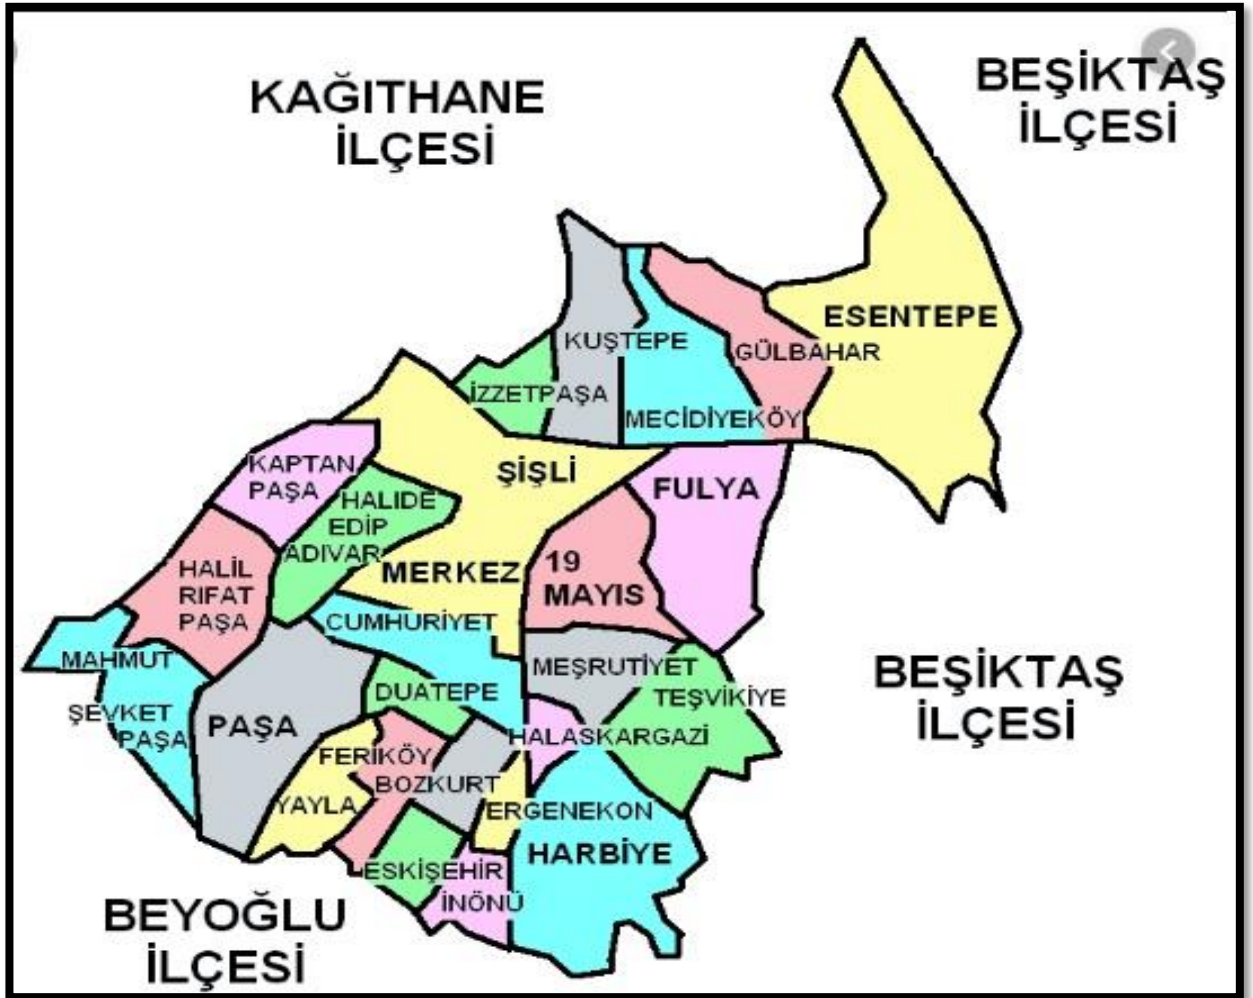 KAĞITHANE
İLÇESİ
BEŞİKTAŞ
İLÇESİ
ESENTEPE
KUŞTEPE
GÜLBAHAR
İZZETPAŞA
MECİDİYEKÖY
ŞİŞLİ
KAPTAN
PAŞA
FULYA
HALIDE
EDİP
ADIVAR
19
MAYIS
MERKEZ
HALİL
RIFAT
PAŞA
CUMHURİYET
MAHMUT
ŞEVKET
PAŞA
MEŞRUTİYET
BEŞİKTAŞ
İLÇESİ
DUATEPE
TEŞVİKİYE
PAŞA
HALASKARGAZİ
FERİKÖY
BOZKURT
YAYLA
ERGENEKON
HARBİYE
ESKİŞEHİR
İNÖNÜ
BEYOĞLU
İLÇESİ